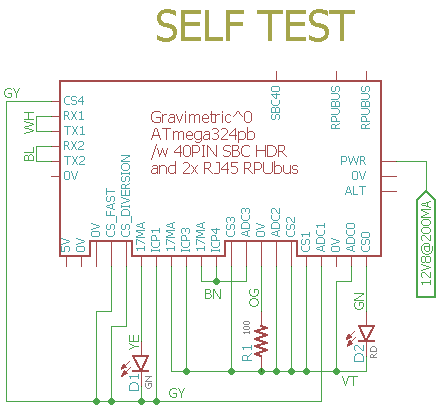 SELF TEST
GY
CS4
RX1
TX1
RX2
TX2
0V
WH
BL
Gravimetric^0
ATmega324pb
/w 40PIN SBC HDR
and 2x RJ45 RPUbus
SBC40
RPUBUS
RPUBUS
PWR
0V
ALT
12V8@200MA
5V
0V
0V
CS_FAST
CS_DIVERSION
17MA
ICP1
17MA
ICP3
17MA
ICP4
CS3
ADC3
0V
ADC2
CS2
CS1
ADC1
0V
ADC0
CS0
BN
OG
GN
YE
R1
100
D1
GN
D2
RD
GY
VT